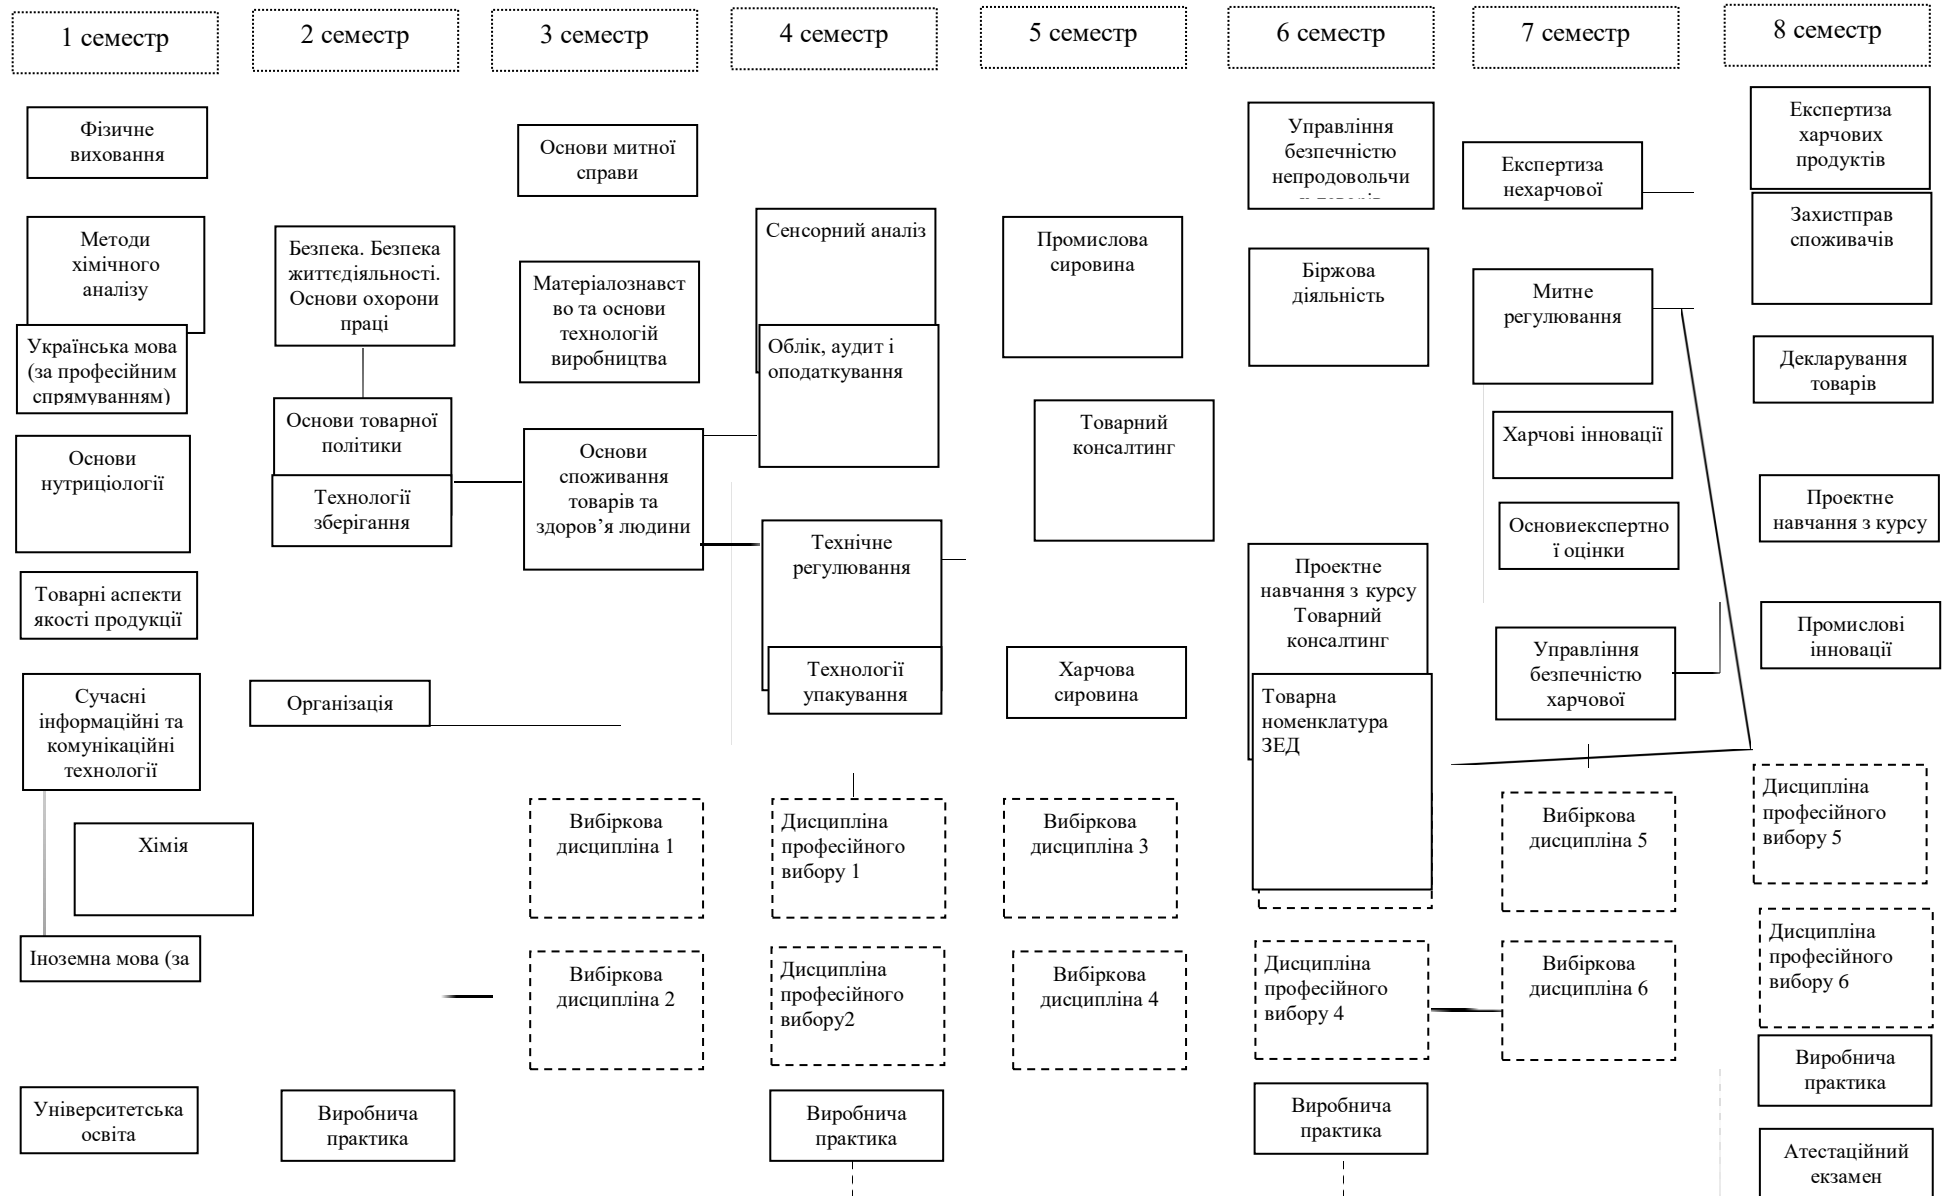 1 семестр
2 семестр
3 семестр
4 семестр
5 семестр
6 семестр
7 семестр
8 семестр
Фізичне
виховання
Методи
хімічного
аналізу
Українська мова
(за професійним
спрямуванням)
Основи
нутриціології
Товарні аспекти
якості продукції
Сучасні
інформаційні та
комунікаційні
технології
Хімія
Іноземна мова (за
Університетська
освіта
Безпека. Безпека
життєдіяльності.
Основи охорони
праці
Основи товарної
політики
Технології
зберігання
Організація
Виробнича
практика
Основи митної
справи
Матеріалознавст
во та основи
технологій
виробництва
Основи
споживання
товарів та
здоров’я людини
Вибіркова
дисципліна 1
Вибіркова
дисципліна 2
Сенсорний аналіз
Облік, аудит і
оподаткування
Технічне
регулювання
Технології
упакування
Дисципліна
професійного
вибору 1
Дисципліна
професійного
вибору2
Виробнича
практика
Промислова
сировина
Товарний
консалтинг
Харчова
сировина
Вибіркова
дисципліна 3
Вибіркова
дисципліна 4
Управління
безпечністю
непродовольчи
Біржова
діяльність
Проектне
навчання з курсу
Товарний
консалтинг
Товарна
номенклатура
ЗЕД
Дисципліна
професійного
вибору 4
Виробнича
практика
Експертиза
нехарчової
Митне
регулювання
Харчові інновації
Основиекспертно
ї оцінки
Управління
безпечністю
харчової
Вибіркова
дисципліна 5
Вибіркова
дисципліна 6
Експертиза
харчових
продуктів
Захистправ
споживачів
Декларування
товарів
Проектне
навчання з курсу
Промислові
інновації
Дисципліна
професійного
вибору 5
Дисципліна
професійного
вибору 6
Виробнича
практика
Атестаційний
екзамен